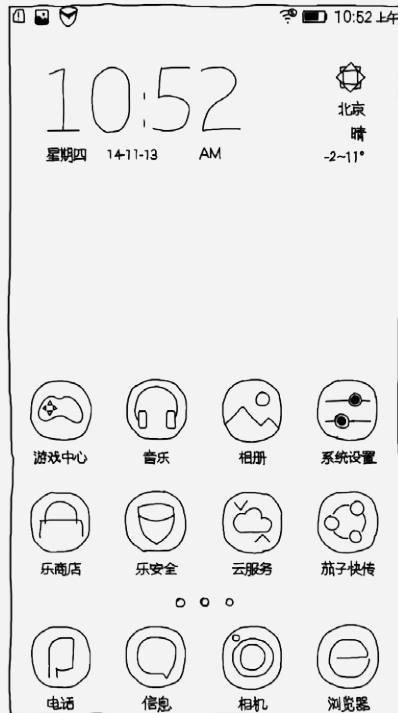 10:52 上午
10:52
星期四 14-11-13 AM
北京
晴
-2~11°
游戏中心 音乐 相册 系统设置
乐商店 乐安全 云服务 茄子快传
电话 信息 相机 浏览器